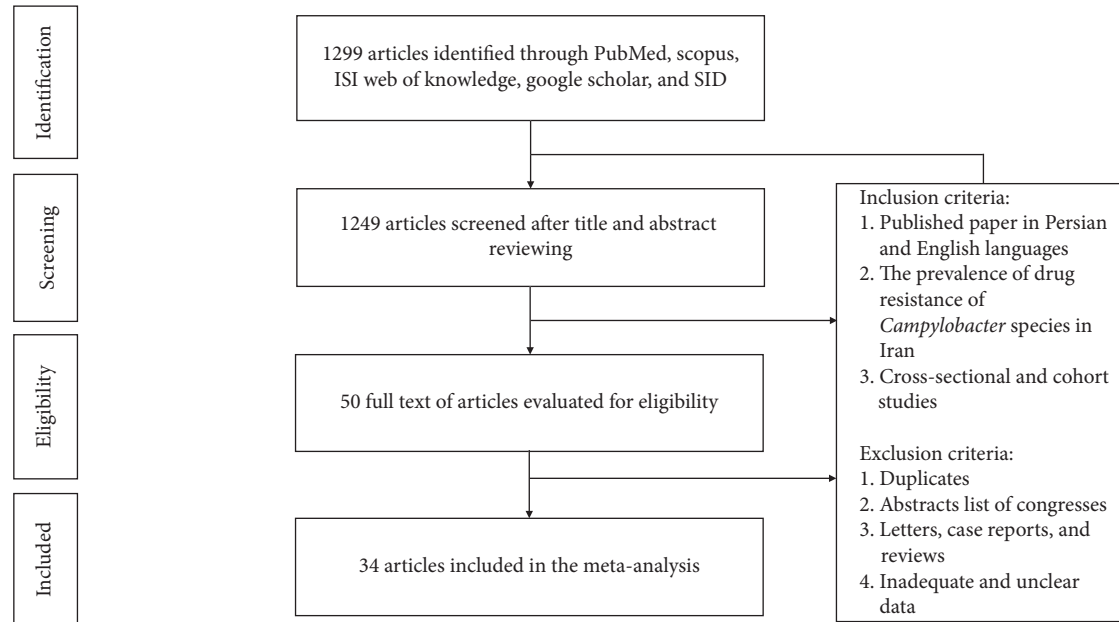 Identification
1299 articles identified through PubMed, scopus,
ISI web of knowledge, google scholar, and SID
Screening
1249 articles screened after title and abstract
reviewing
Eligibility
50 full text of articles evaluated for eligibility
Included
34 articles included in the meta-analysis
Inclusion criteria:
1. Published paper in Persian
and English languages
2. The prevalence of drug
resistance of
Campylobacter species in
Iran
3. Cross-sectional and cohort
studies
Exclusion criteria:
1. Duplicates
2. Abstracts list of congresses
3. Letters, case reports, and
reviews
4. Inadequate and unclear
data